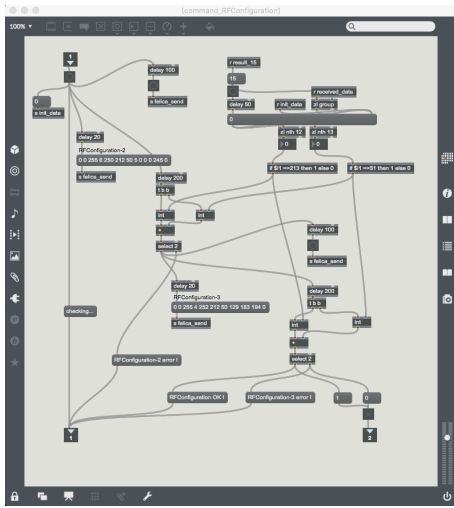 [command_RFConfiguration]
100%
1
delay 100
r result_15
15
0
s init_data
s felica_send
r received_data
delay 50
r init_data
zl group
0
delay 20
zl nth 12
zl nth 13
RFConfiguration-2
0
0
0 0 255 6 250 212 50 5 0 0 0 245 0
s felica_send
delay 200
if $i1 ==213 then 1 else 0
if $i1 ==51 then 1 else 0
t b b
int
int
+
delay 100
select 2
s felica_send
delay 20
RFConfiguration-3
delay 200
0 0 255 4 252 212 50 129 183 194 0
t b b
checking...
s felica_send
int
int
+
RFConfiguration-2 error !
select 2
RFConfiguration OK !
RFConfiguration-3 error !
1
0
1
2